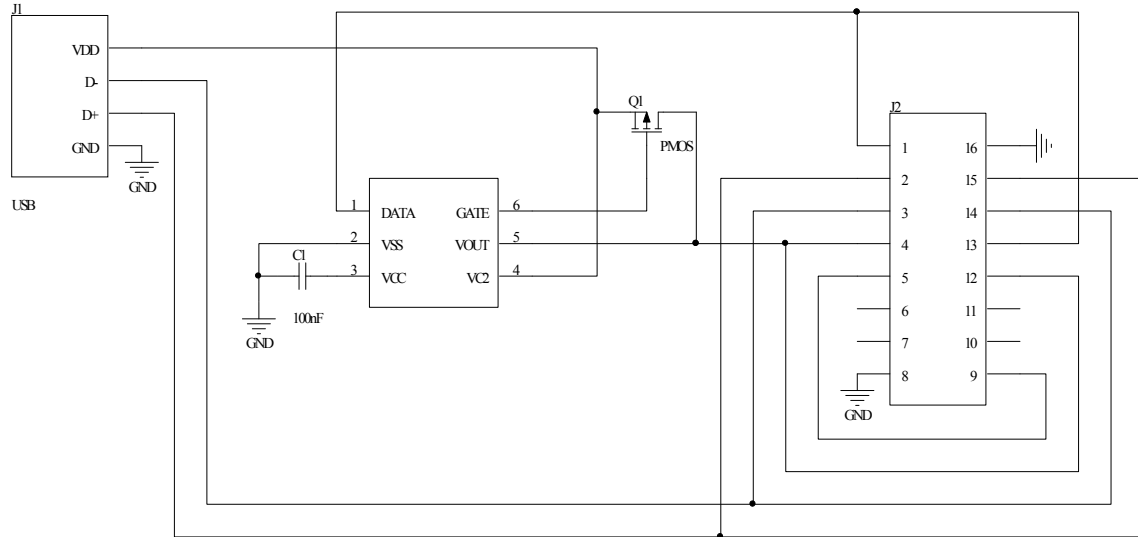 J1
VDD
D-
D+
GND
GND
USB
Q1
PMOS
1 DATA GATE 6
2 VSS VOUT 5
3 VCC VC2 4
C1
100nF
GND
J2
1 16
2 15
3 14
4 13
5 12
6 11
7 10
8 9
GND